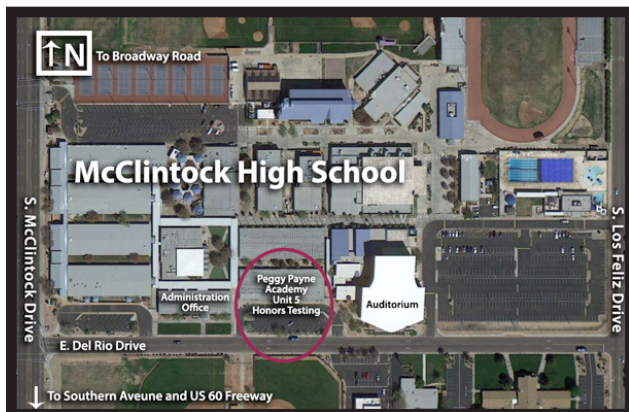 N
To Broadway Road
McClintock High School
S. McClintock Drive
S. Los Feliz Drive
Peggy Payne
Academy
Unit 5
Honors Testing
Administration
Office
Auditorium
E. Del Rio Drive
To Southern Aveune and US 60 Freeway